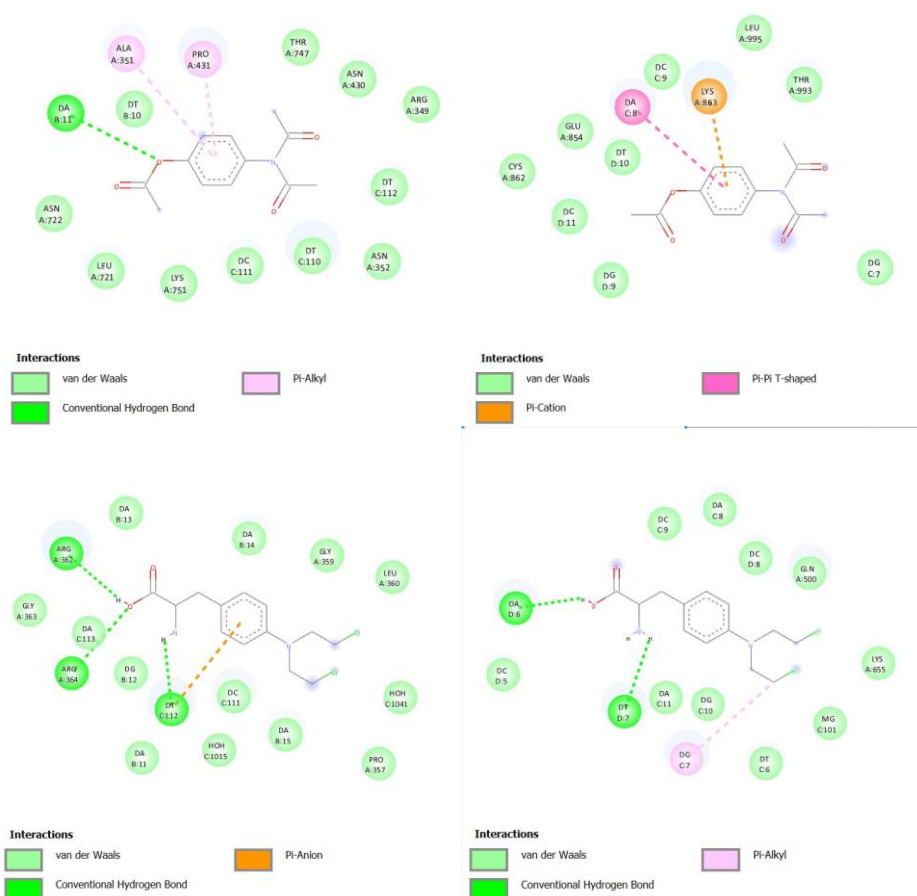 ALA
A:351
PRO
A:431
THR
A:747
ASN
A:430
ARG
A:349
DA
B:11
DT
B:10
DT
C:112
ASN
A:722
LEU
A:721
LYS
A:751
DC
C:111
DT
C:110
ASN
A:352
O
O
O
O
N
Interactions
van der Waals
Conventional Hydrogen Bond
Pi-Alkyl
LEU
A:995
DC
C:9
LYS
A:863
THR
A:993
DA
C:8
GLU
A:854
DT
D:10
CYS
A:862
DC
D:11
DG
D:9
DG
C:7
O
O
O
O
N
Interactions
van der Waals
Pi-Cation
Pi-Pi T-shaped
DA
B:13
ARG
A:362
DA
B:14
GLY
A:359
LEU
A:360
GLY
A:363
DA
C:113
ARG
A:364
DG
B:12
DT
C:112
DC
C:111
HOH
C:1041
DA
B:11
HOH
C:1015
DA
B:15
PRO
A:357
H
O
O
N
H
N
Interactions
van der Waals
Conventional Hydrogen Bond
Pi-Anion
DC
C:9
DA
C:8
DC
D:8
GLN
A:500
DA
D:6
DC
D:5
DT
D:7
DA
C:11
DG
C:10
LYS
A:655
MG
C:101
DG
C:7
DT
C:6
H
O
N
H
H
N
Interactions
van der Waals
Conventional Hydrogen Bond
Pi-Alkyl